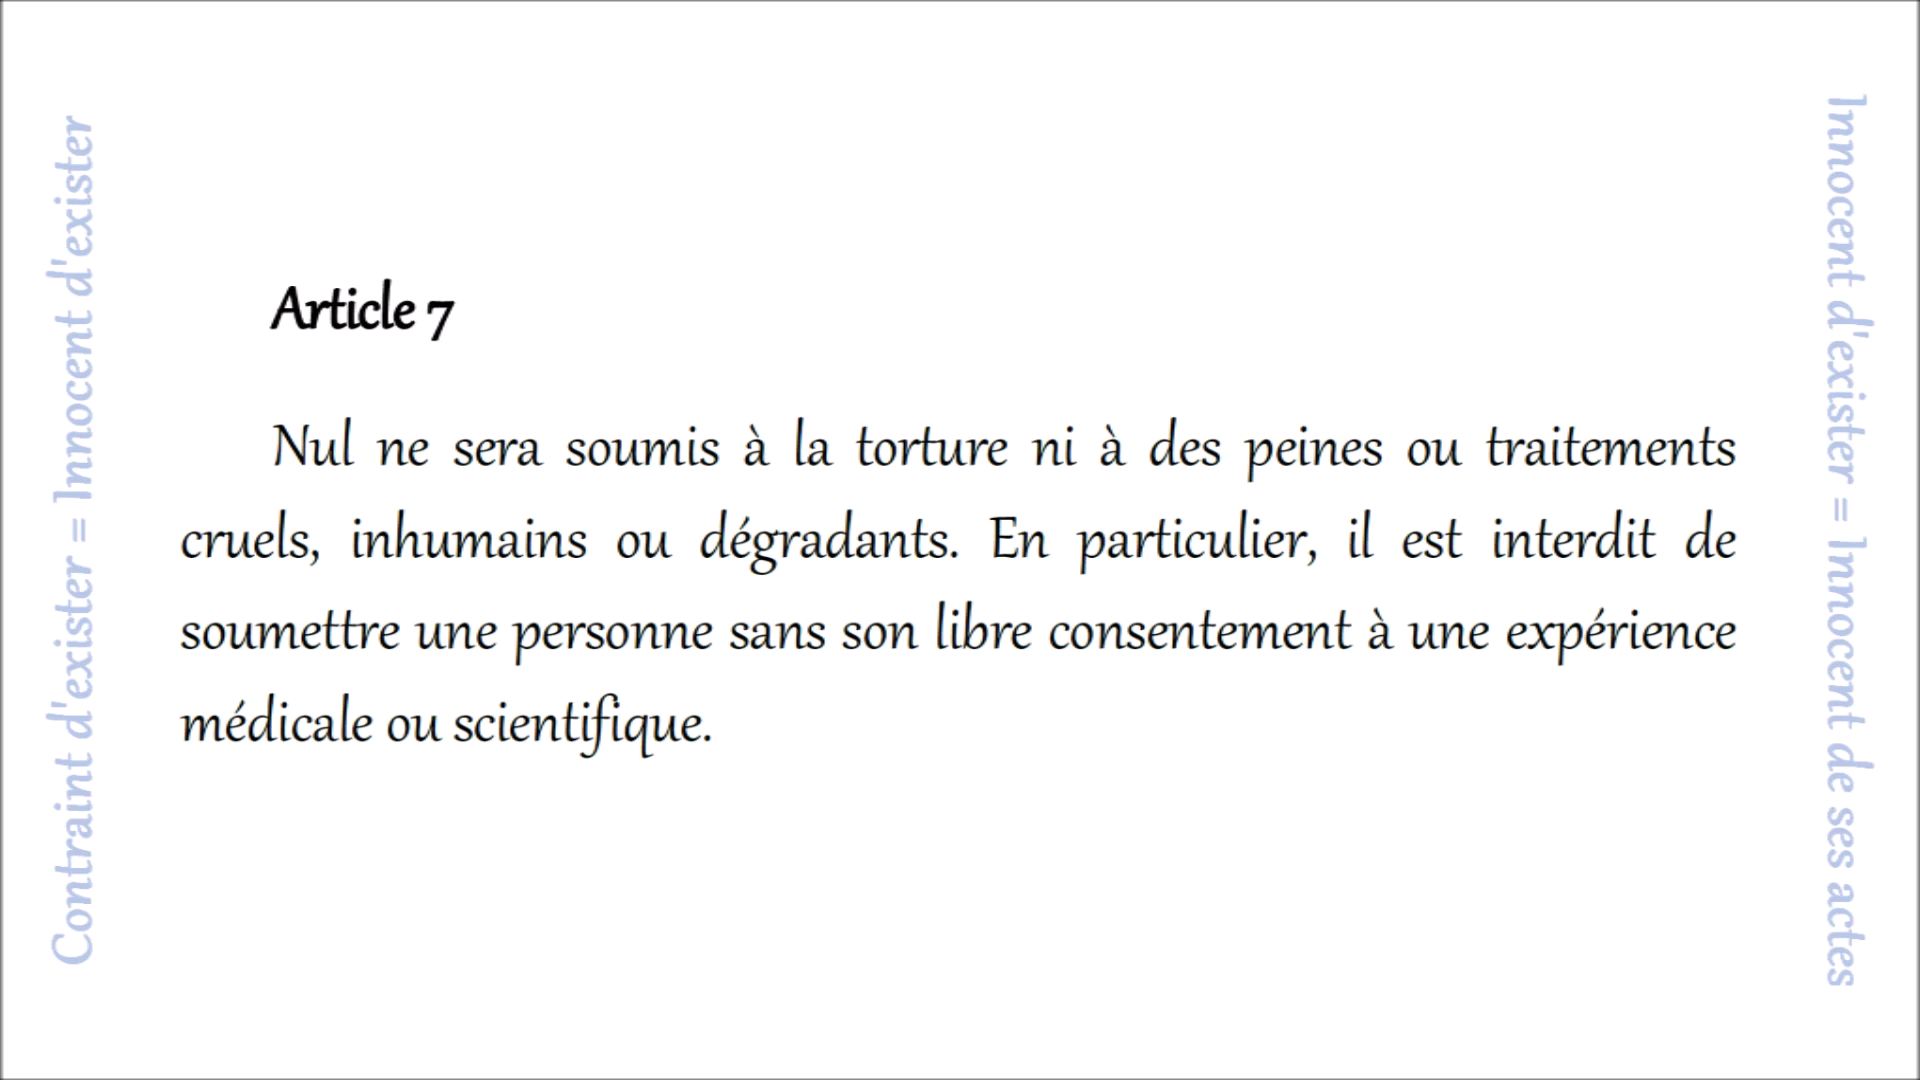 Contraint d'exister = Innocent d'exister
Article 7
Nul ne sera soumis à la torture ni à des peines ou traitements
cruels, inhumains ou dégradants. En particulier, il est interdit de
soumettre une personne sans son libre consentement à une expérience
médicale ou scientifique.
Innocent d'exister = Innocent de ses actes